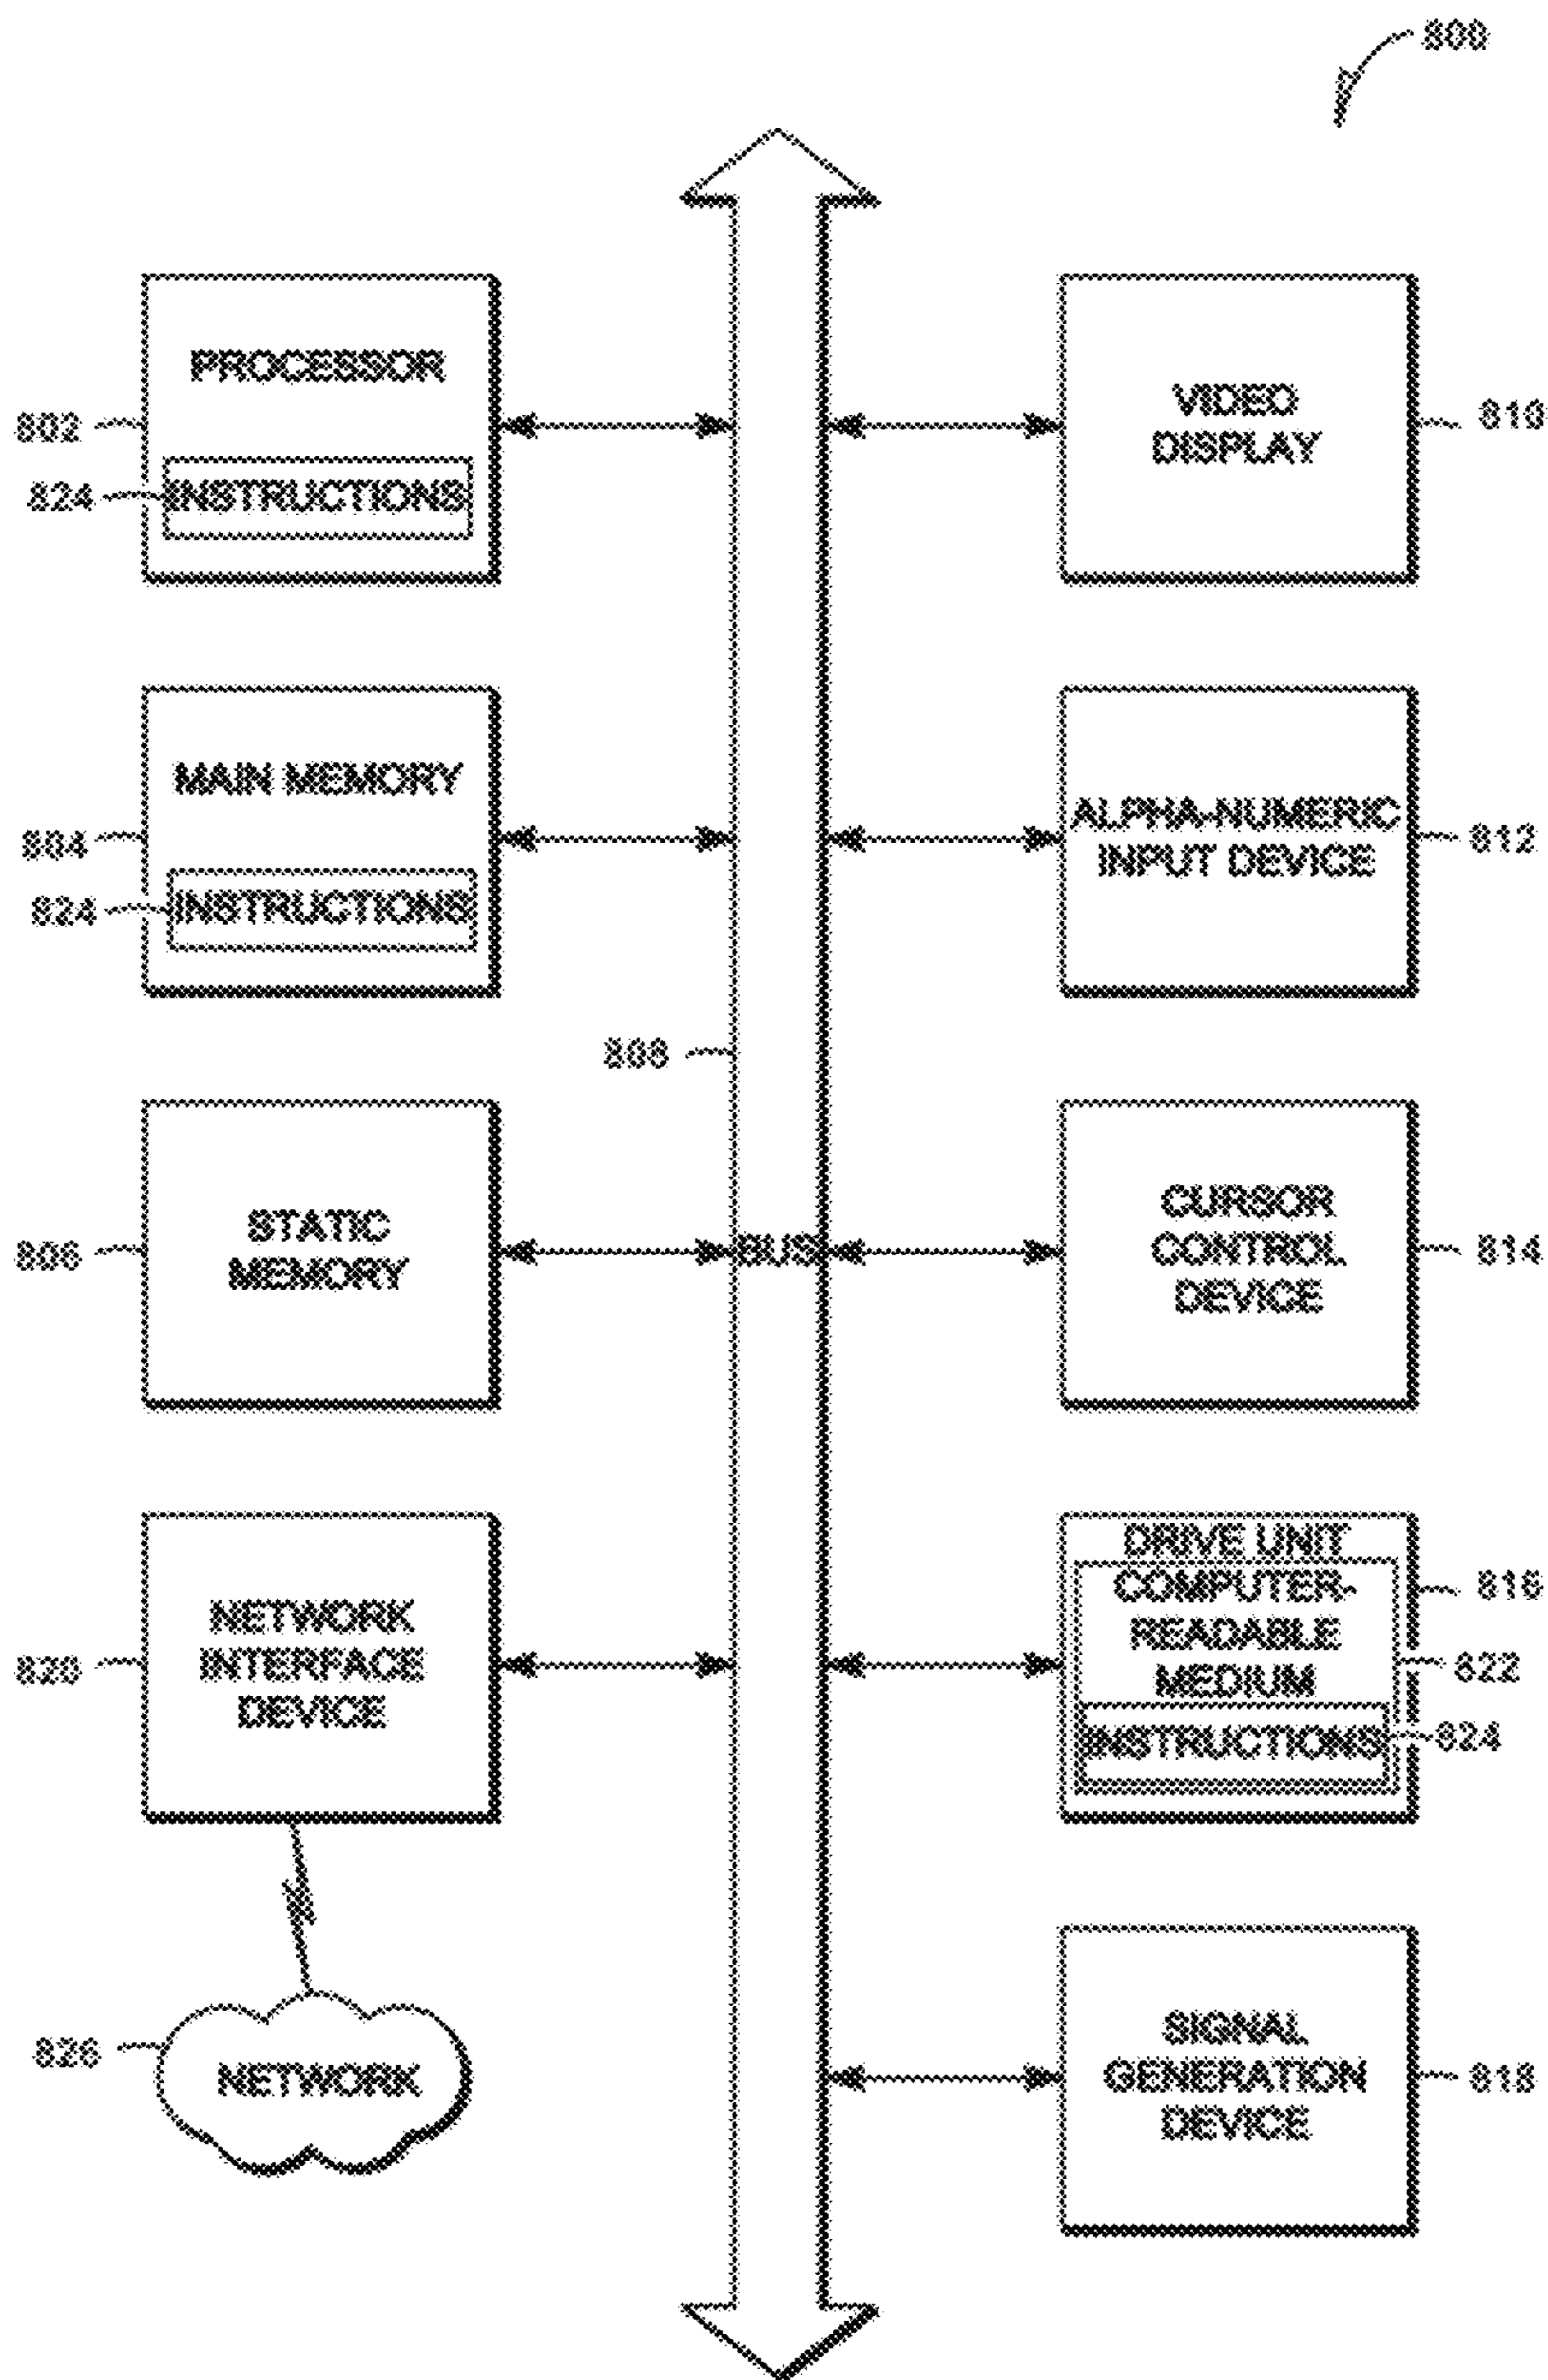 800
PROCESSOR
802
824
INSTRUCTIONS
VIDEO
DISPLAY
810
MAIN MEMORY
804
824
INSTRUCTIONS
ALPHA-NUMERIC
INPUT DEVICE
812
808
STATIC
MEMORY
806
BUS
CURSOR
CONTROL
DEVICE
814
NETWORK
INTERFACE
DEVICE
820
DRIVE UNIT
COMPUTER-
READABLE
MEDIUM
INSTRUCTIONS
816
822
824
826
NETWORK
SIGNAL
GENERATION
DEVICE
818